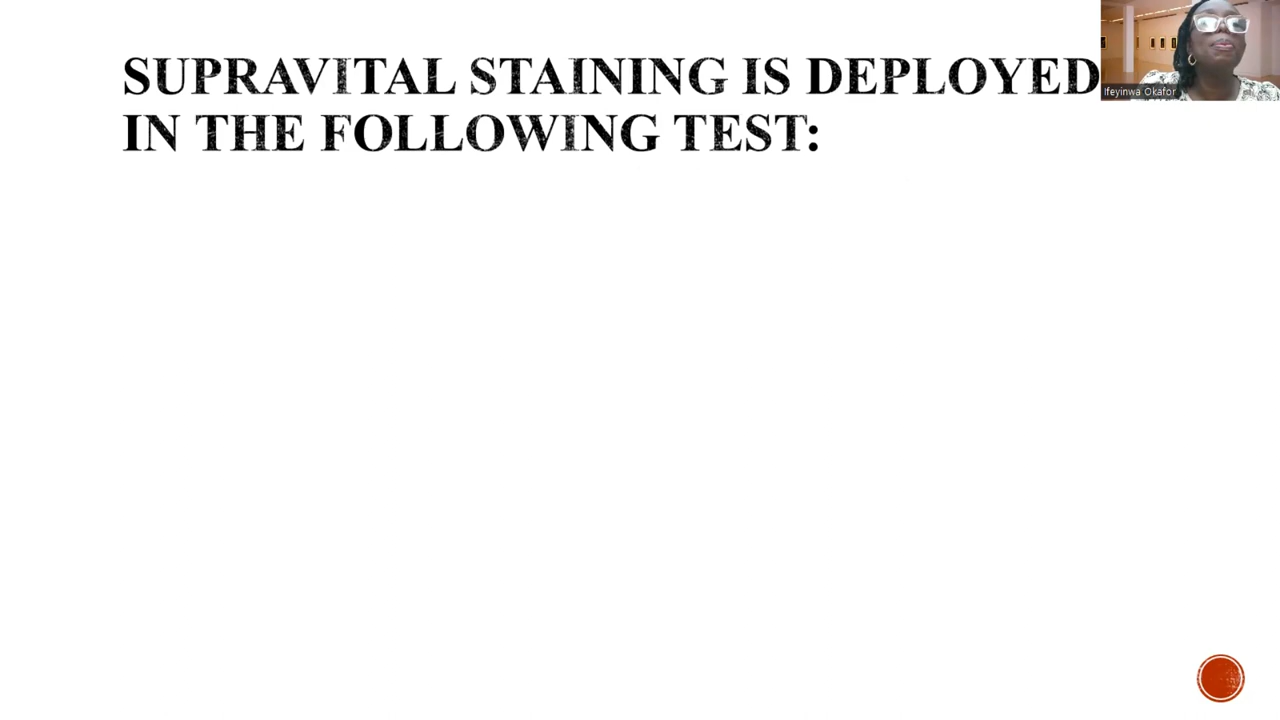 SUPRAVITAL STAINING IS DEPLOYED
IN THE FOLLOWING TEST:
Ifeyinwa Okafor